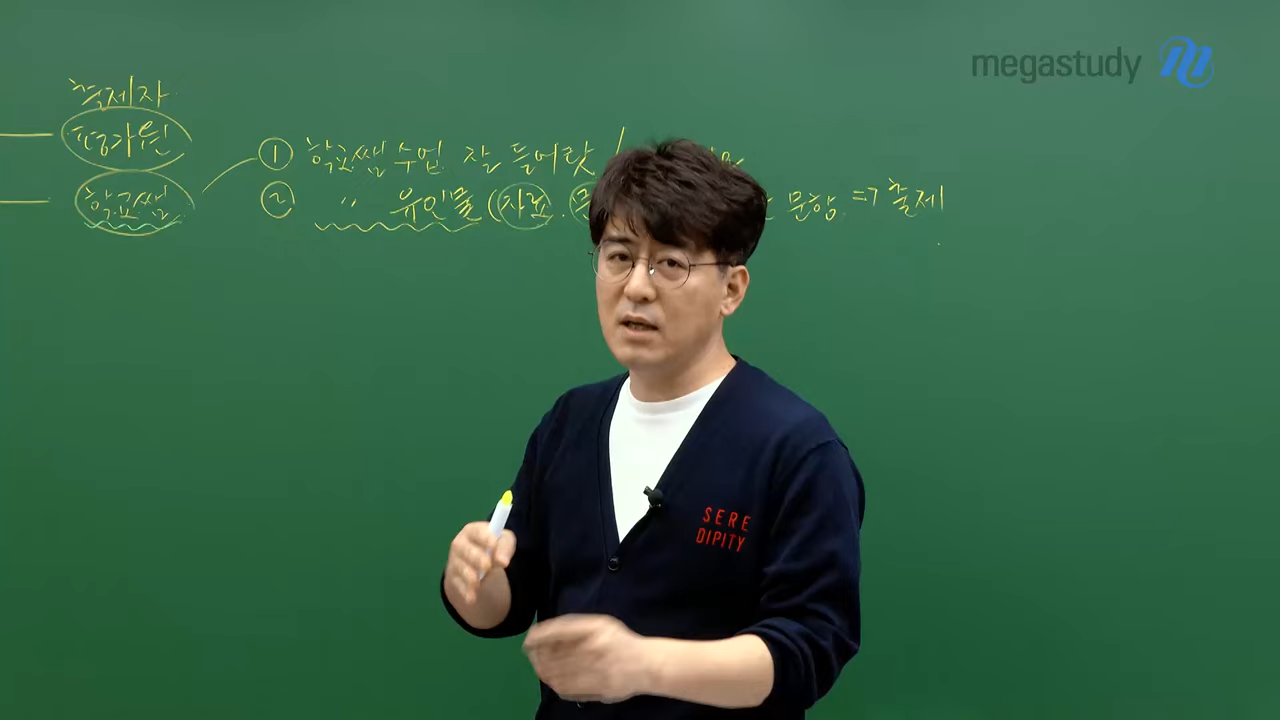 megastudy
출제자
평가원
학교쌤
① 학교쌤 수업 잘 들어랏!
② 〃 유인물 (자료. 문항. ⇒ 출제
SERE
DIPITY